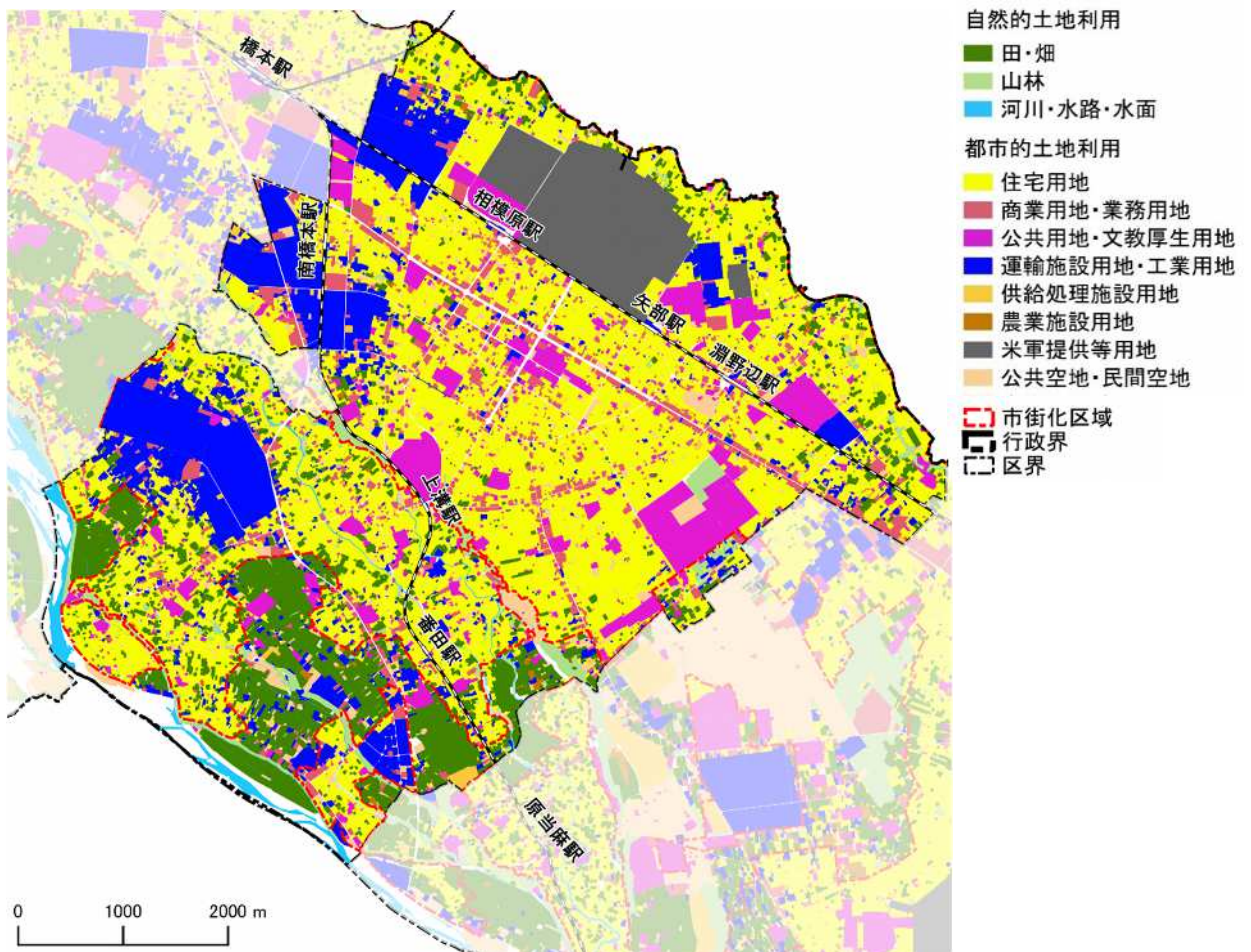 橋本駅
南橋本駅
相模原駅
矢部駅
淵野辺駅
上溝駅
番田駅
原当麻駅
0 1000 2000 m
自然的土地利用
田・畑
山林
河川・水路・水面
都市的土地利用
住宅用地
商業用地・業務用地
公共用地・文教厚生用地
運輸施設用地・工業用地
供給処理施設用地
農業施設用地
米軍提供等用地
公共空地・民間空地
市街化区域
行政界
区界